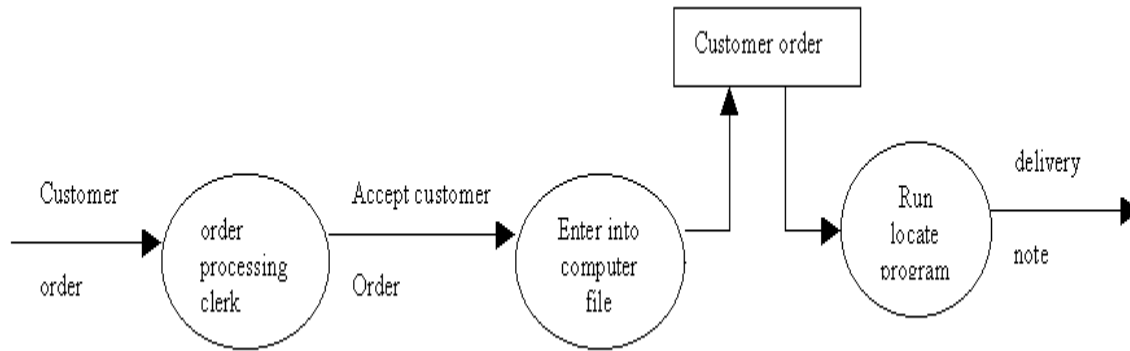 Customer order
Customer
order
order
processing
clerk
Accept customer
Order
Enter into
computer
file
Run
locate
program
delivery
note